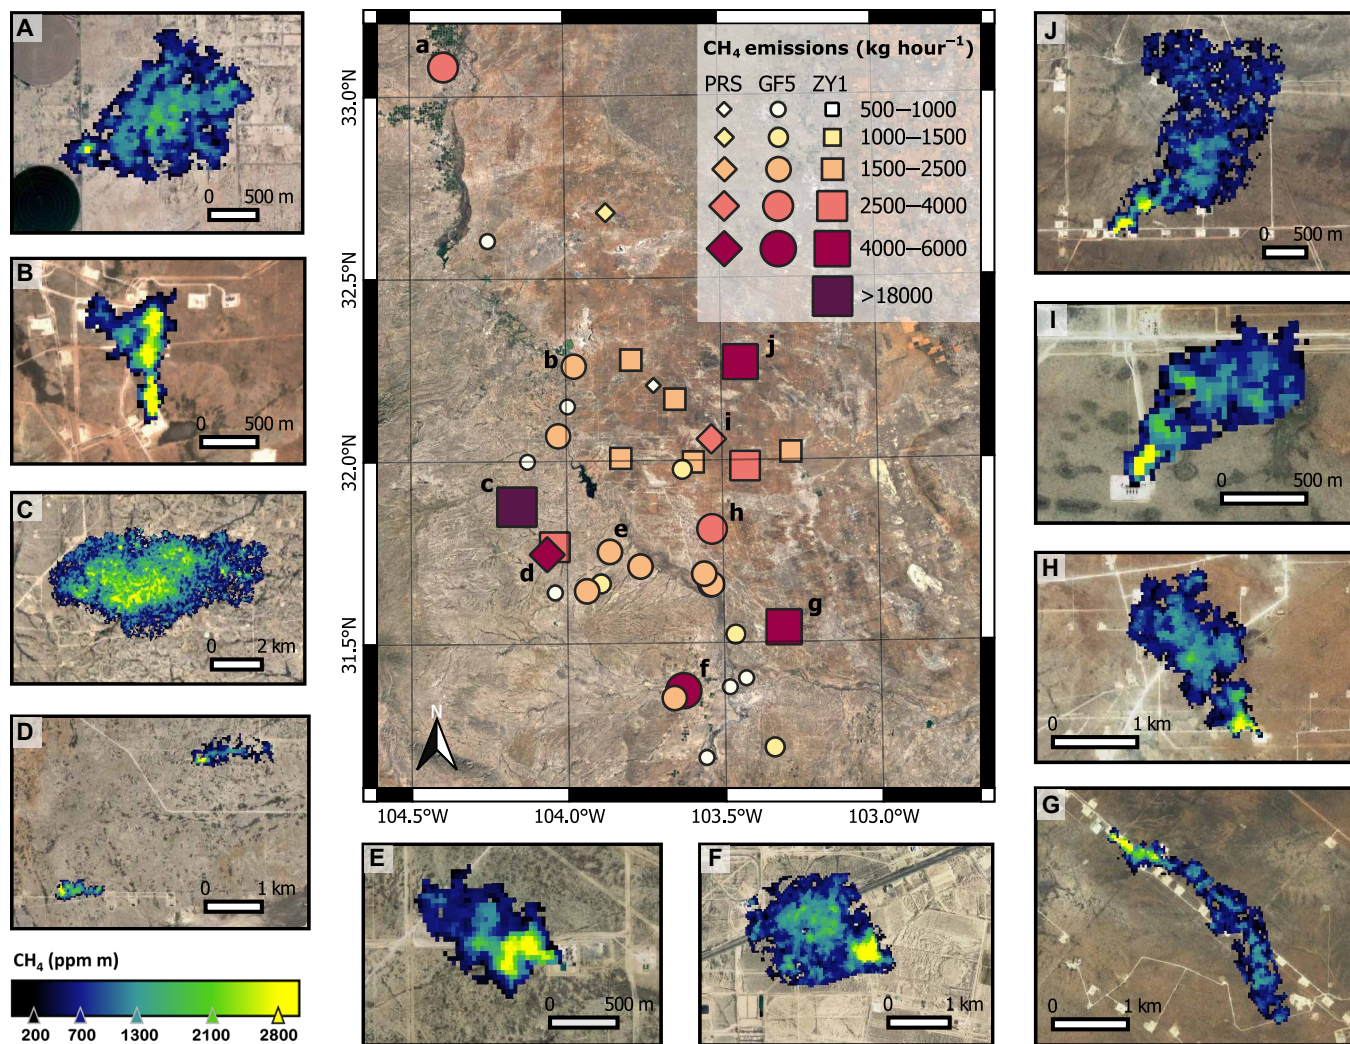 A
0 500 m
B
0 500 m
C
0 2 km
D
0 1 km
CH₄ (ppm m)
200 700 1300 2100 2800
CH₄ emissions (kg hour⁻¹)
PRS GF5 ZY1
500–1000
1000–1500
1500–2500
2500–4000
4000–6000
>18000
a
b
j
i
c
h
e
d
g
f
N
33.0°N
32.5°N
32.0°N
31.5°N
104.5°W 104.0°W 103.5°W 103.0°W
E
0 500 m
F
0 1 km
J
0 500 m
I
0 500 m
H
0 1 km
G
0 1 km